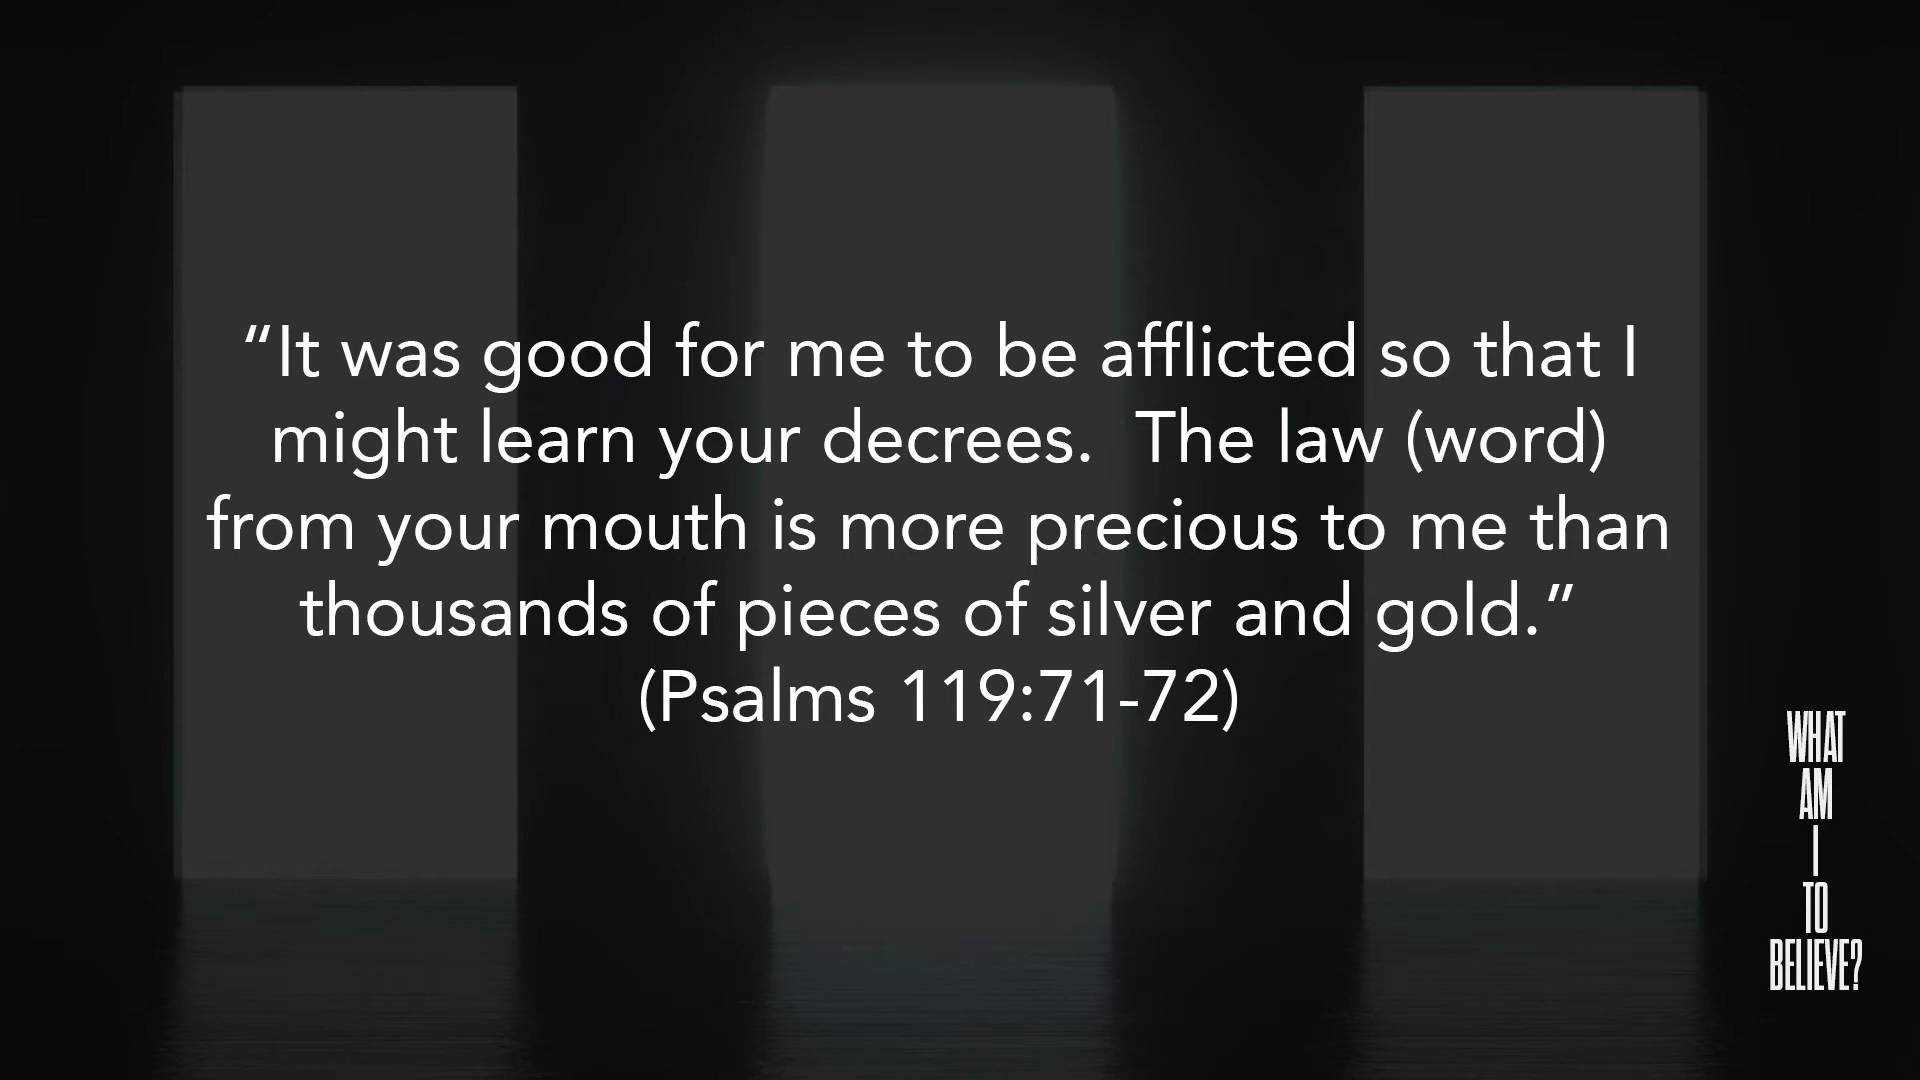 “It was good for me to be afflicted so that I
might learn your decrees.  The law (word)
from your mouth is more precious to me than
thousands of pieces of silver and gold.”
(Psalms 119:71-72)
WHAT
AM
I
TO
BELIEVE?